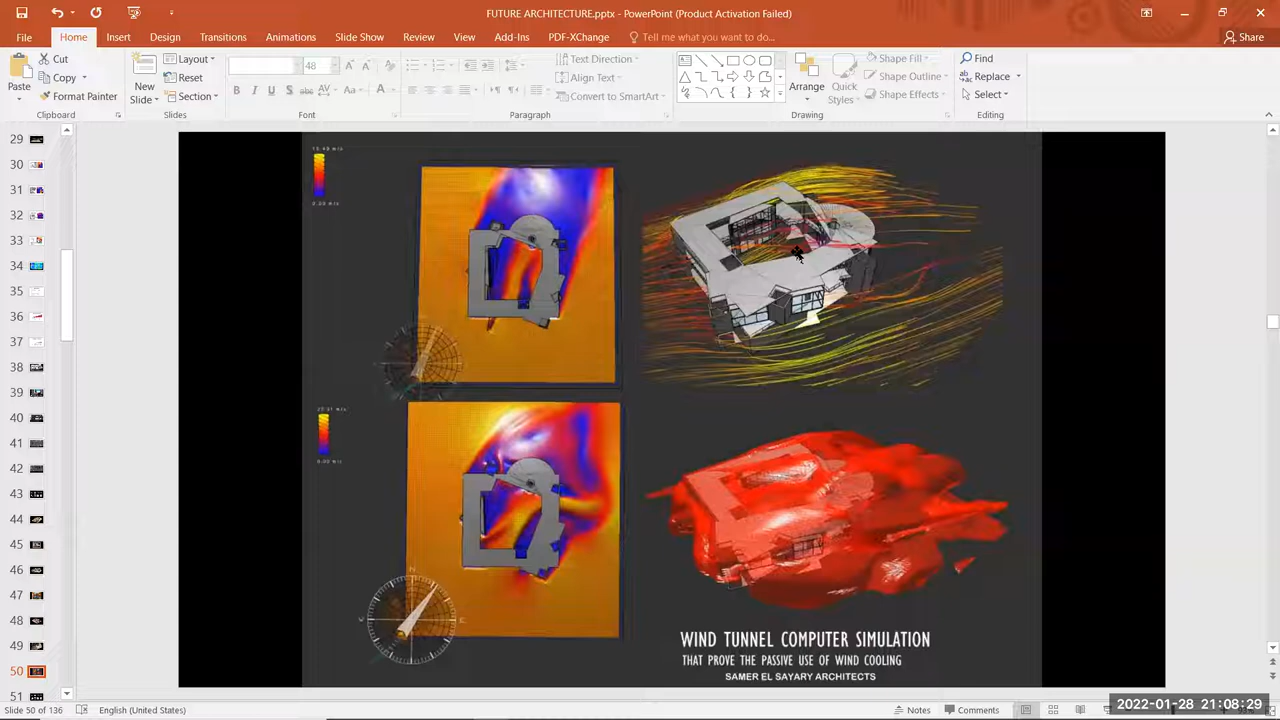 FUTURE ARCHITECTURE.pptx - PowerPoint (Product Activation Failed)
File Home Insert Design Transitions Animations Slide Show Review View Add-Ins PDF-XChange Tell me what you want to do... Share
Paste
Cut
Copy
Format Painter
Clipboard
New Slide
Layout
Reset
Section
Slides
48
B I U S abc AV Aa A
Font
Text Direction
Align Text
Convert to SmartArt
Paragraph
Arrange
Quick Styles
Shape Fill
Shape Outline
Shape Effects
Drawing
Find
Replace
Select
Editing
29
30
31
32
33
34
35
36
38
39
40
41
42
43
44
45
46
47
48
49
50
51
WIND TUNNEL COMPUTER SIMULATION
THAT PROVE THE PASSIVE USE OF WIND COOLING
SAMER EL SAYARY ARCHITECTS
Slide 50 of 136 English (United States) Notes Comments
2022-01-28 21:08:29